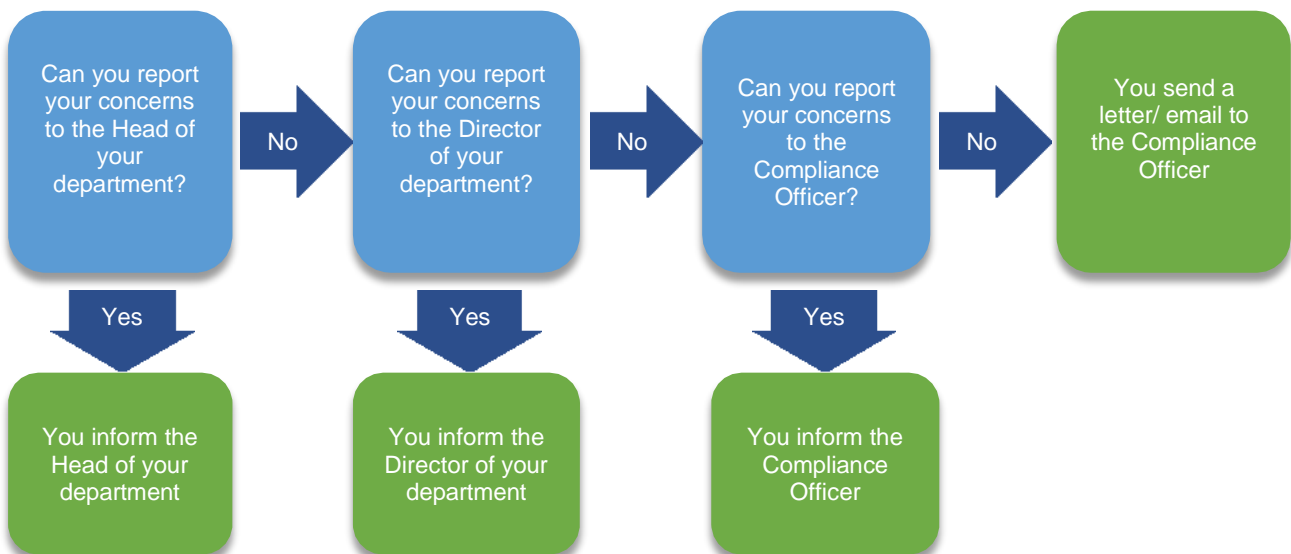 Can you report
your concerns
to the Head of
your
department?
No
Can you report
your concerns
to the Director
of your
department?
No
Can you report
your concerns
to the
Compliance
Officer?
No
You send a
letter/ email to
the Compliance
Officer
Yes
Yes
Yes
You inform the
Head of your
department
You inform the
Director of your
department
You inform the
Compliance
Officer